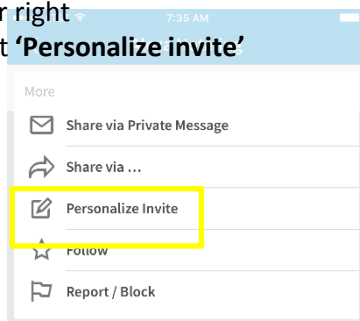 r right
7:35 AM
t 'Personalize invite'
More
Share via Private Message
Share via ...
Personalize Invite
Follow
Report / Block